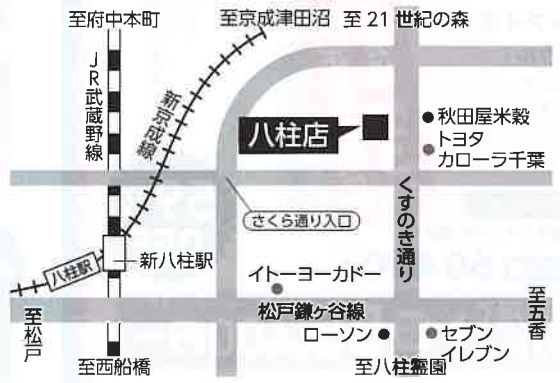 至府中本町
至京成津田沼
至21世紀の森
JR武蔵野線
新京成線
八柱店
秋田屋米穀
トヨタ
カローラ千葉
くすのき通り
さくら通り入口
八柱駅
新八柱駅
イトーヨーカドー
松戸鎌ヶ谷線
至松戸
至五香
ローソン
セブン
イレブン
至西船橋
至八柱霊園